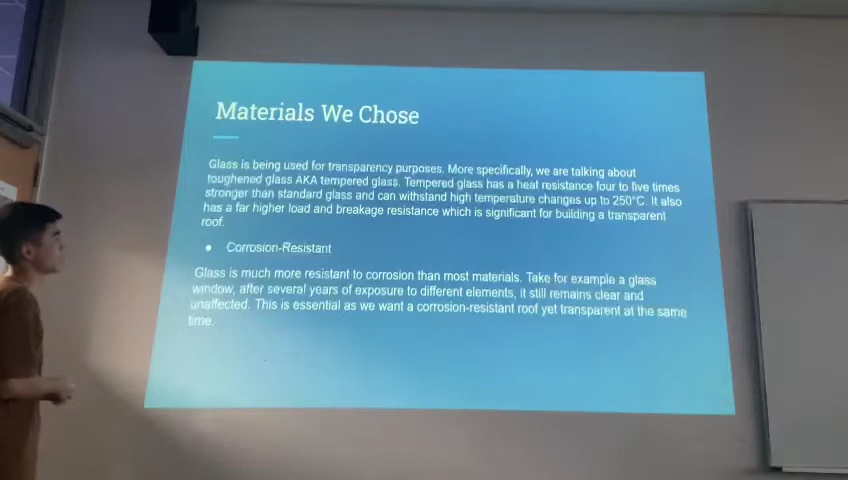 Materials We Chose
Glass is being used for transparency purposes. More specifically, we are talking about
toughened glass AKA tempered glass. Tempered glass has a heat resistance four to five times
stronger than standard glass and can withstand high temperature changes up to 250°C. It also
has a far higher load and breakage resistance which is significant for building a transparent
roof.
● Corrosion-Resistant
Glass is much more resistant to corrosion than most materials. Take for example a glass
window, after several years of exposure to different elements, it still remains clear and
unaffected. This is essential as we want a corrosion-resistant roof yet transparent at the same
time.